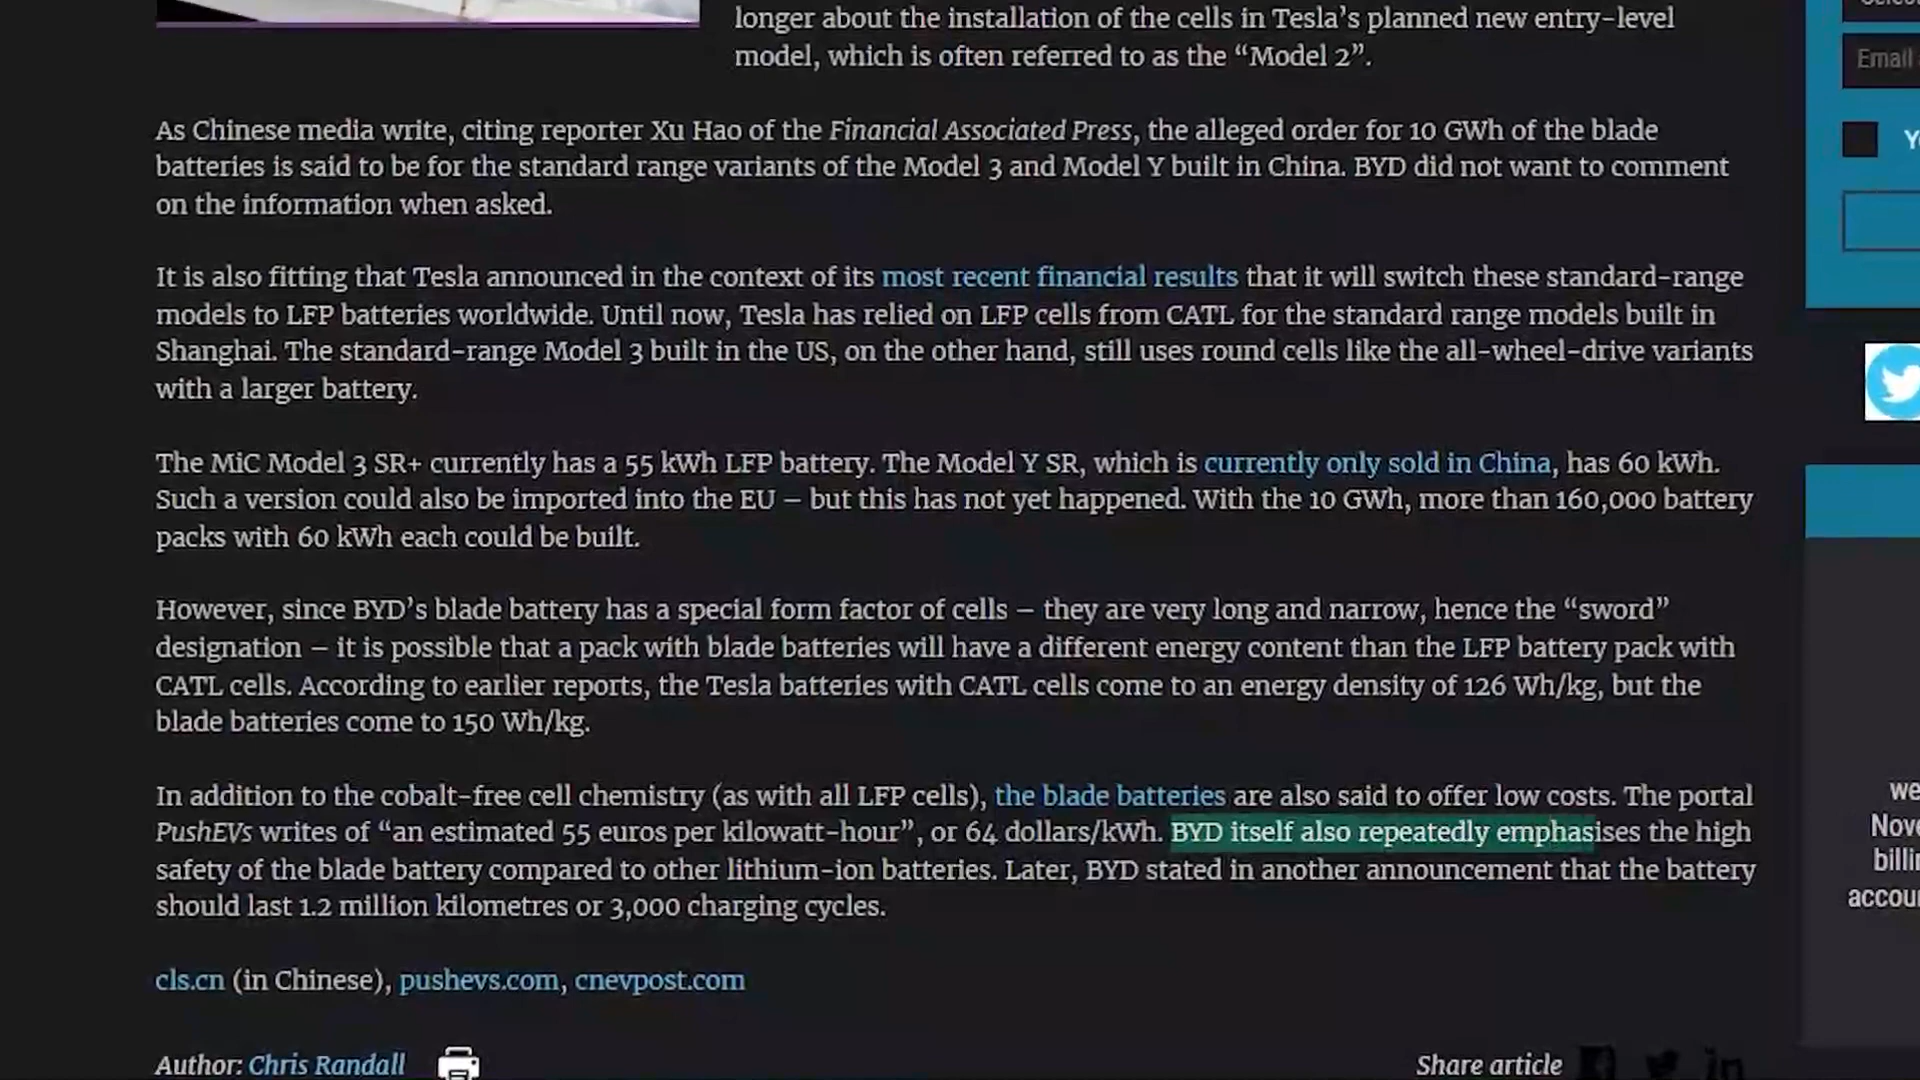 longer about the installation of the cells in Tesla's planned new entry-level
model, which is often referred to as the “Model 2”.
Email
As Chinese media write, citing reporter Xu Hao of the Financial Associated Press, the alleged order for 10 GWh of the blade
batteries is said to be for the standard range variants of the Model 3 and Model Y built in China. BYD did not want to comment
on the information when asked.
It is also fitting that Tesla announced in the context of its most recent financial results that it will switch these standard-range
models to LFP batteries worldwide. Until now, Tesla has relied on LFP cells from CATL for the standard range models built in
Shanghai. The standard-range Model 3 built in the US, on the other hand, still uses round cells like the all-wheel-drive variants
with a larger battery.
The MiC Model 3 SR+ currently has a 55 kWh LFP battery. The Model Y SR, which is currently only sold in China, has 60 kWh.
Such a version could also be imported into the EU – but this has not yet happened. With the 10 GWh, more than 160,000 battery
packs with 60 kWh each could be built.
However, since BYD’s blade battery has a special form factor of cells – they are very long and narrow, hence the “sword”
designation – it is possible that a pack with blade batteries will have a different energy content than the LFP battery pack with
CATL cells. According to earlier reports, the Tesla batteries with CATL cells come to an energy density of 126 Wh/kg, but the
blade batteries come to 150 Wh/kg.
In addition to the cobalt-free cell chemistry (as with all LFP cells), the blade batteries are also said to offer low costs. The portal
PushEVs writes of “an estimated 55 euros per kilowatt-hour”, or 64 dollars/kWh. BYD itself also repeatedly emphasises the high
safety of the blade battery compared to other lithium-ion batteries. Later, BYD stated in another announcement that the battery
should last 1.2 million kilometres or 3,000 charging cycles.
we
Nove
billin
accoun
cls.cn (in Chinese), pushevs.com, cnevpost.com
Author: Chris Randall
Share article